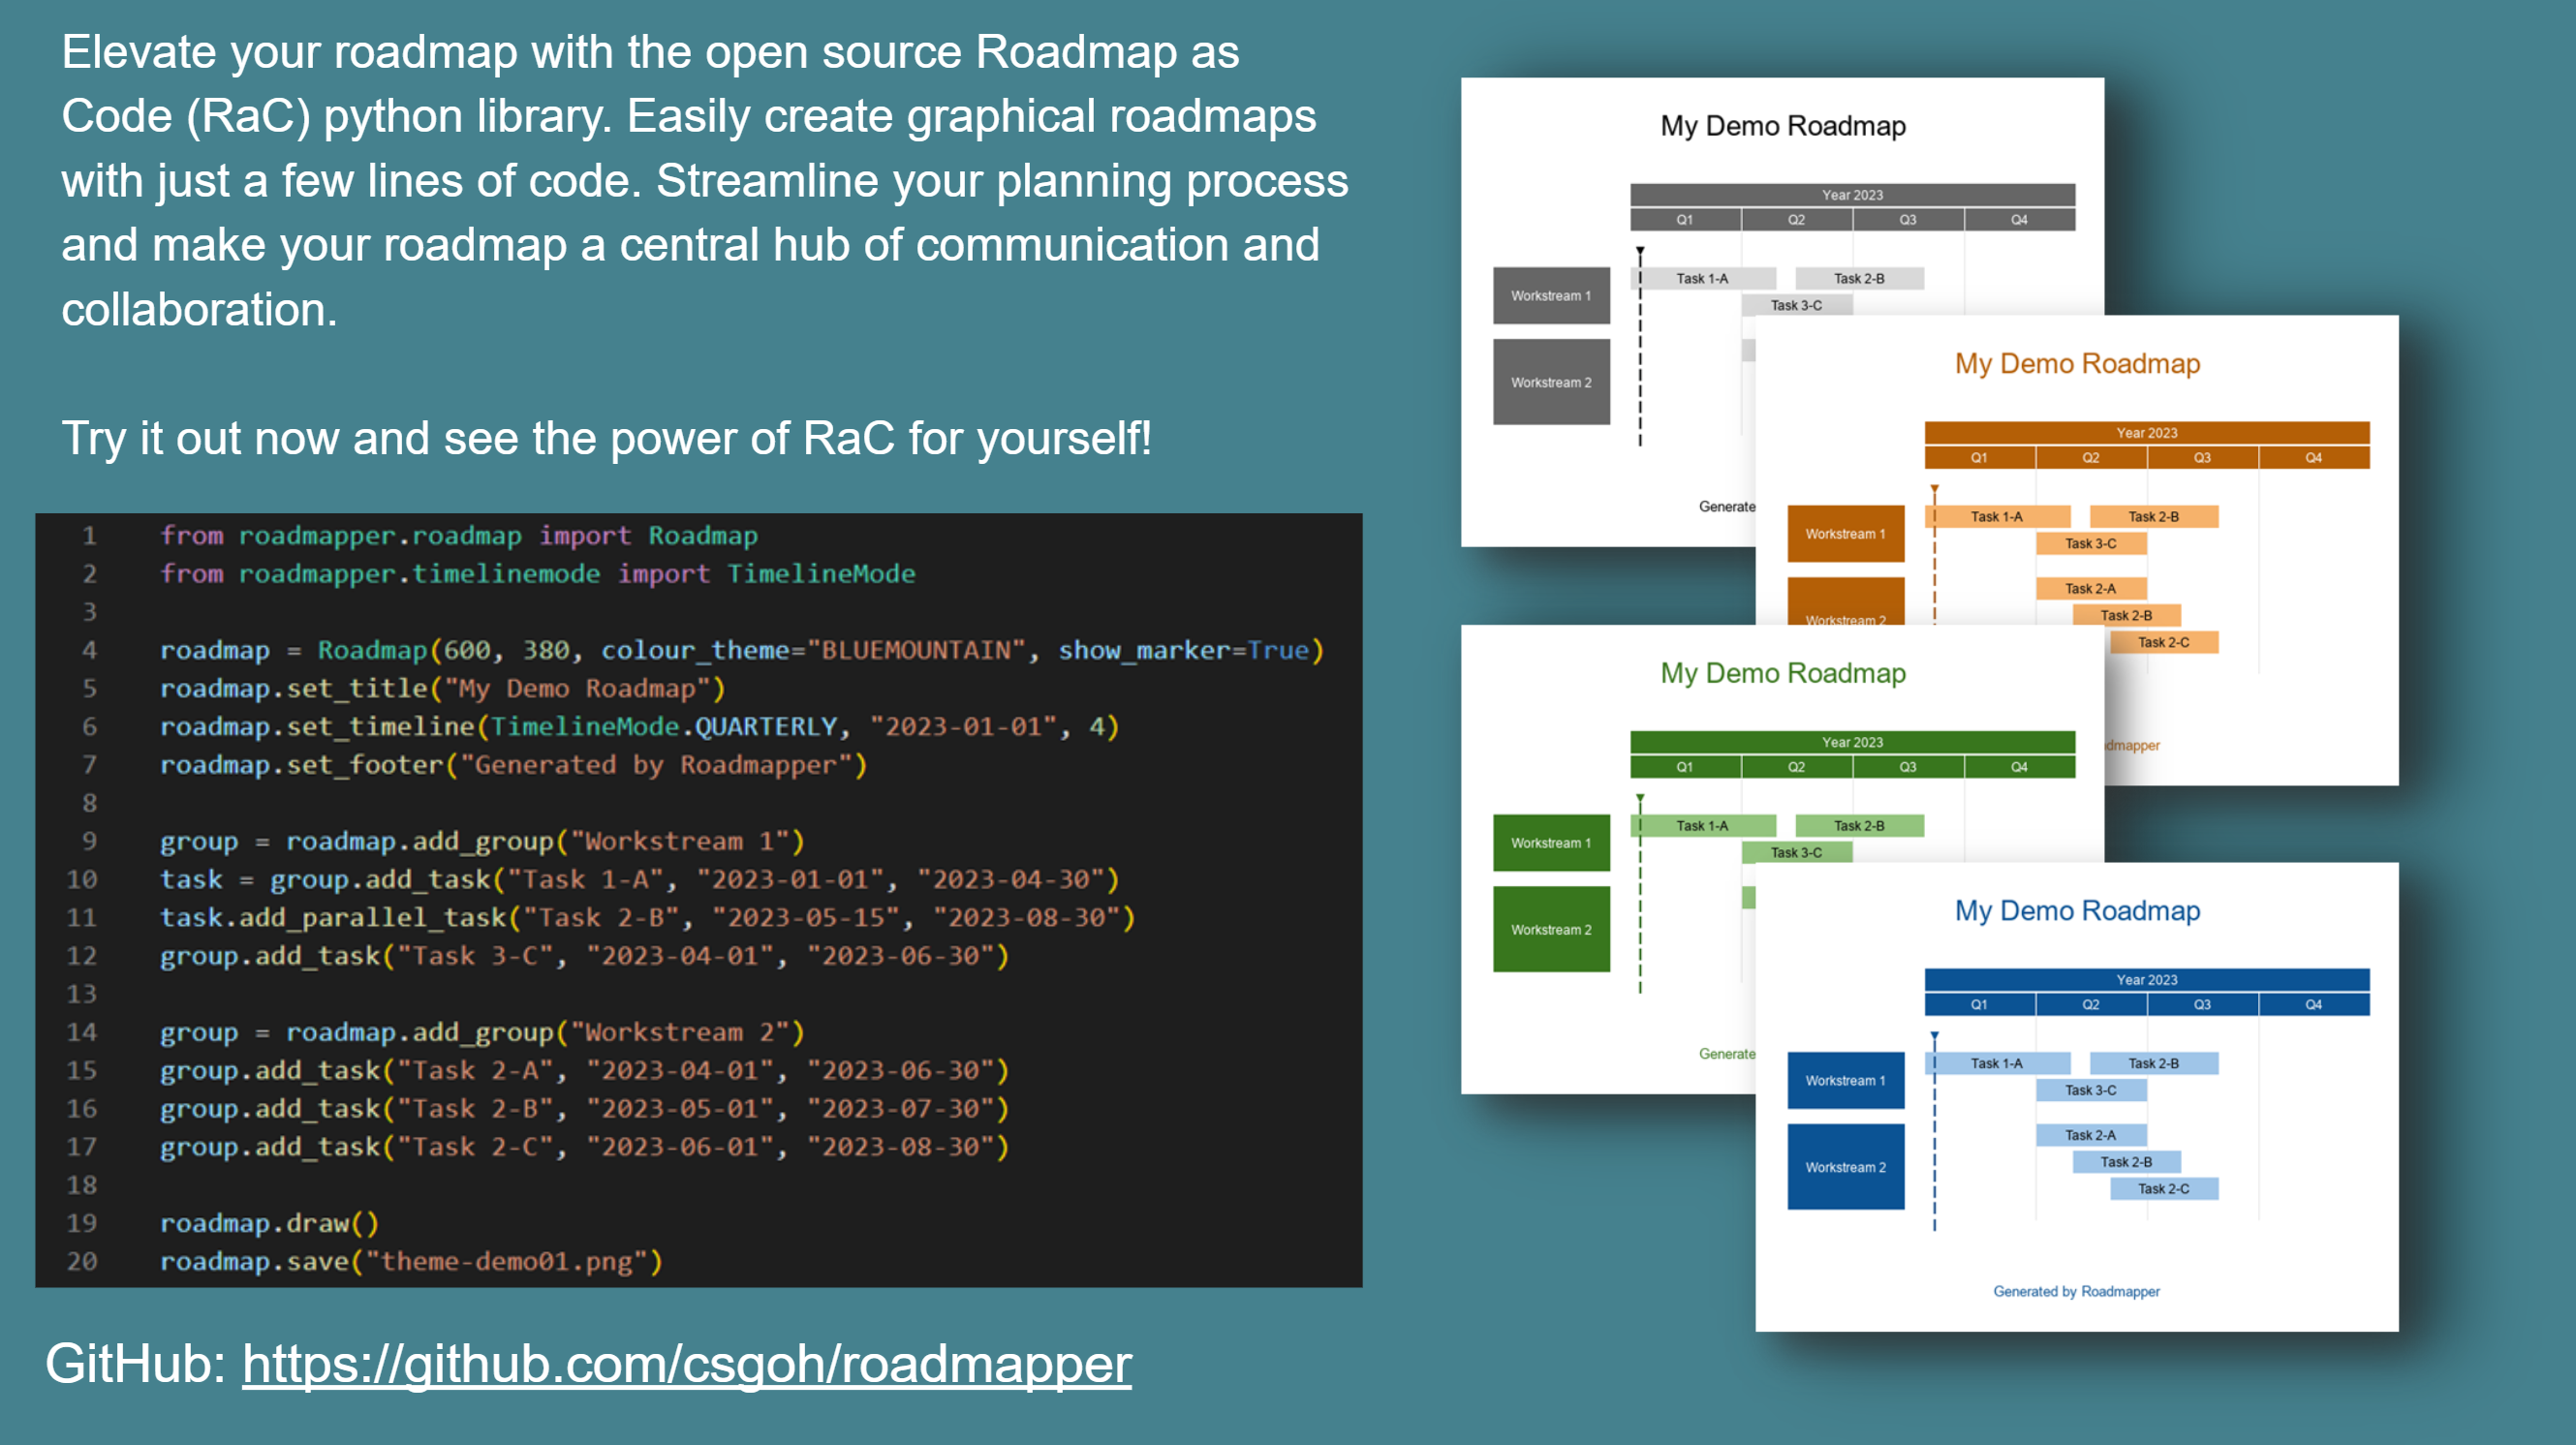 Elevate your roadmap with the open source Roadmap as
Code (RaC) python library. Easily create graphical roadmaps
with just a few lines of code. Streamline your planning process
and make your roadmap a central hub of communication and
collaboration.
Try it out now and see the power of RaC for yourself!
1 from roadmapper.roadmap import Roadmap
2 from roadmapper.timelinemode import TimelineMode
3
4 roadmap = Roadmap(600, 380, colour_theme="BLUEMOUNTAIN", show_marker=True)
5 roadmap.set_title("My Demo Roadmap")
6 roadmap.set_timeline(TimelineMode.QUARTERLY, "2023-01-01", 4)
7 roadmap.set_footer("Generated by Roadmapper")
8
9 group = roadmap.add_group("Workstream 1")
10 task = group.add_task("Task 1-A", "2023-01-01", "2023-04-30")
11 task.add_parallel_task("Task 2-B", "2023-05-15", "2023-08-30")
12 group.add_task("Task 3-C", "2023-04-01", "2023-06-30")
13
14 group = roadmap.add_group("Workstream 2")
15 group.add_task("Task 2-A", "2023-04-01", "2023-06-30")
16 group.add_task("Task 2-B", "2023-05-01", "2023-07-30")
17 group.add_task("Task 2-C", "2023-06-01", "2023-08-30")
18
19 roadmap.draw()
20 roadmap.save("theme-demo01.png")
GitHub: https://github.com/csgoh/roadmapper
My Demo Roadmap
Year 2023
Q1 Q2 Q3 Q4
Task 1-A Task 2-B
Workstream 1
Task 3-C
Workstream 2
Generate
My Demo Roadmap
Year 2023
Q1 Q2 Q3 Q4
Task 1-A Task 2-B
Workstream 1
Task 3-C
Task 2-A
Task 2-B
Workstream 2
Task 2-C
dmapper
My Demo Roadmap
Year 2023
Q1 Q2 Q3 Q4
Task 1-A Task 2-B
Workstream 1
Task 3-C
Workstream 2
Generate
My Demo Roadmap
Year 2023
Q1 Q2 Q3 Q4
Task 1-A Task 2-B
Workstream 1
Task 3-C
Task 2-A
Task 2-B
Workstream 2
Task 2-C
Generated by Roadmapper